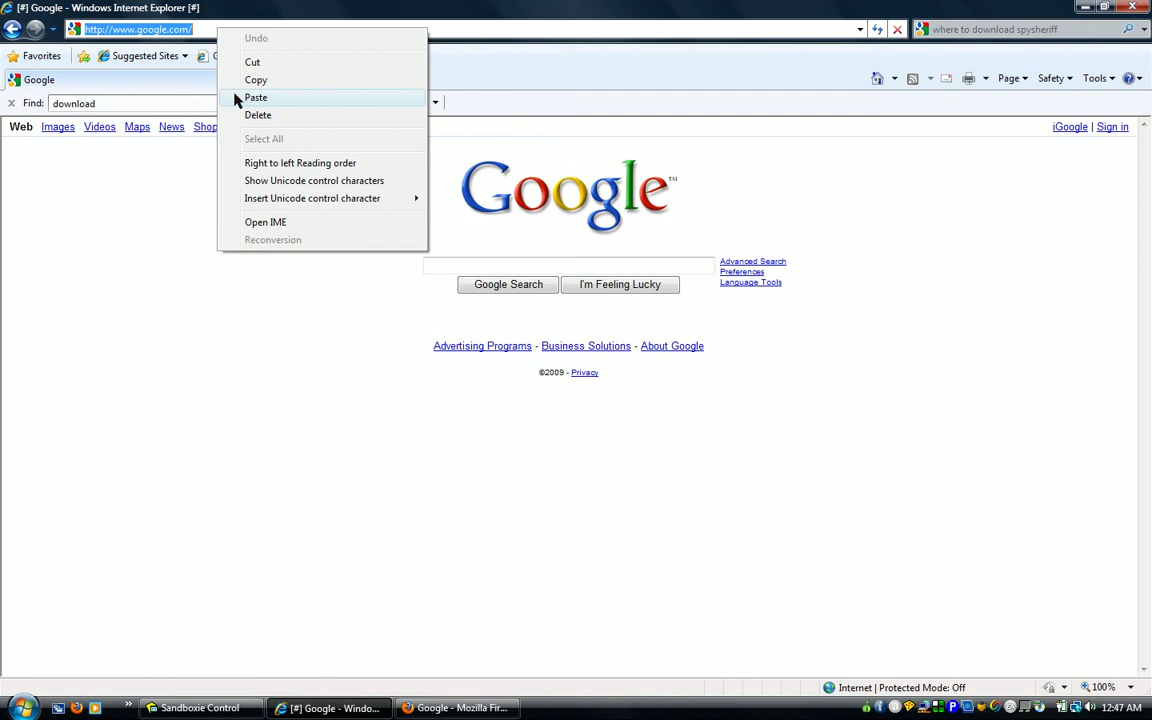 [#] Google - Windows Internet Explorer [#]
http://www.google.com/
where to download spysheriff
Favorites Suggested Sites
Google
Page Safety Tools
Find: download
Undo
Cut
Copy
Paste
Delete
Select All
Right to left Reading order
Show Unicode control characters
Insert Unicode control character
Open IME
Reconversion
Web Images Videos Maps News Shop
iGoogle | Sign in
Google™
Advanced Search
Preferences
Language Tools
Google Search I'm Feeling Lucky
Advertising Programs - Business Solutions - About Google
©2009 - Privacy
Internet | Protected Mode: Off
100%
Sandboxie Control
[#] Google - Windo...
Google - Mozilla Fir...
12:47 AM